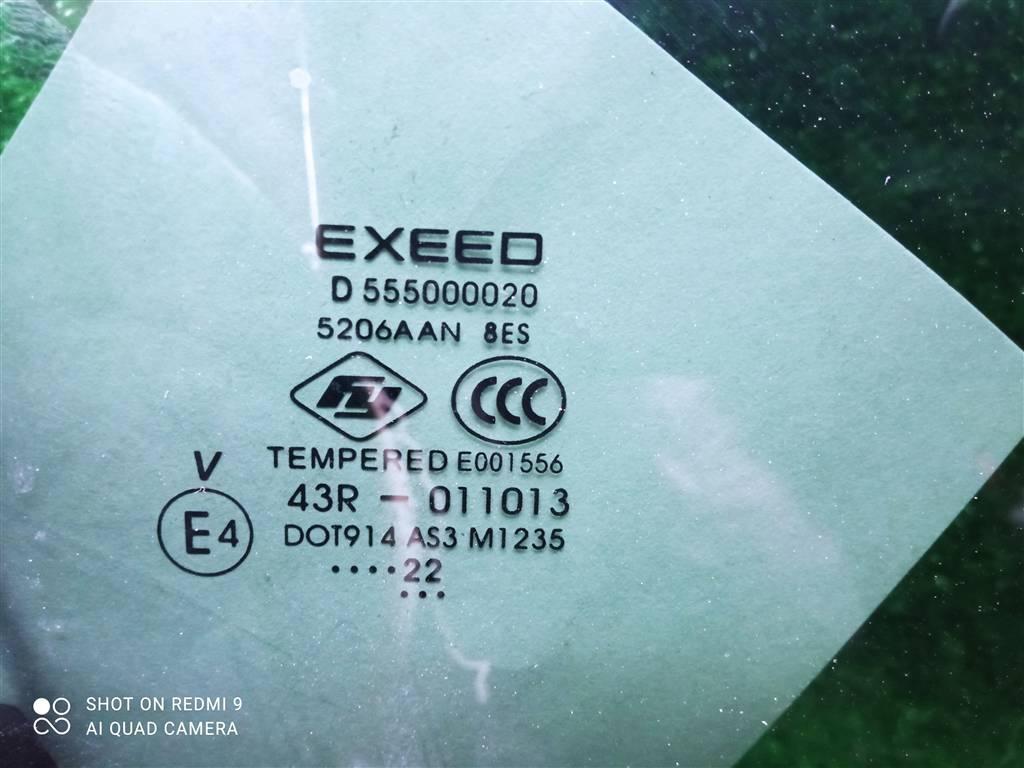 EXEED
D 555000020
5206AAN 8ES
CCC
TEMPERED E001556
V
43R - 011013
E4
DOT914 AS3 M1235
....22
...
SHOT ON REDMI 9
AI QUAD CAMERA